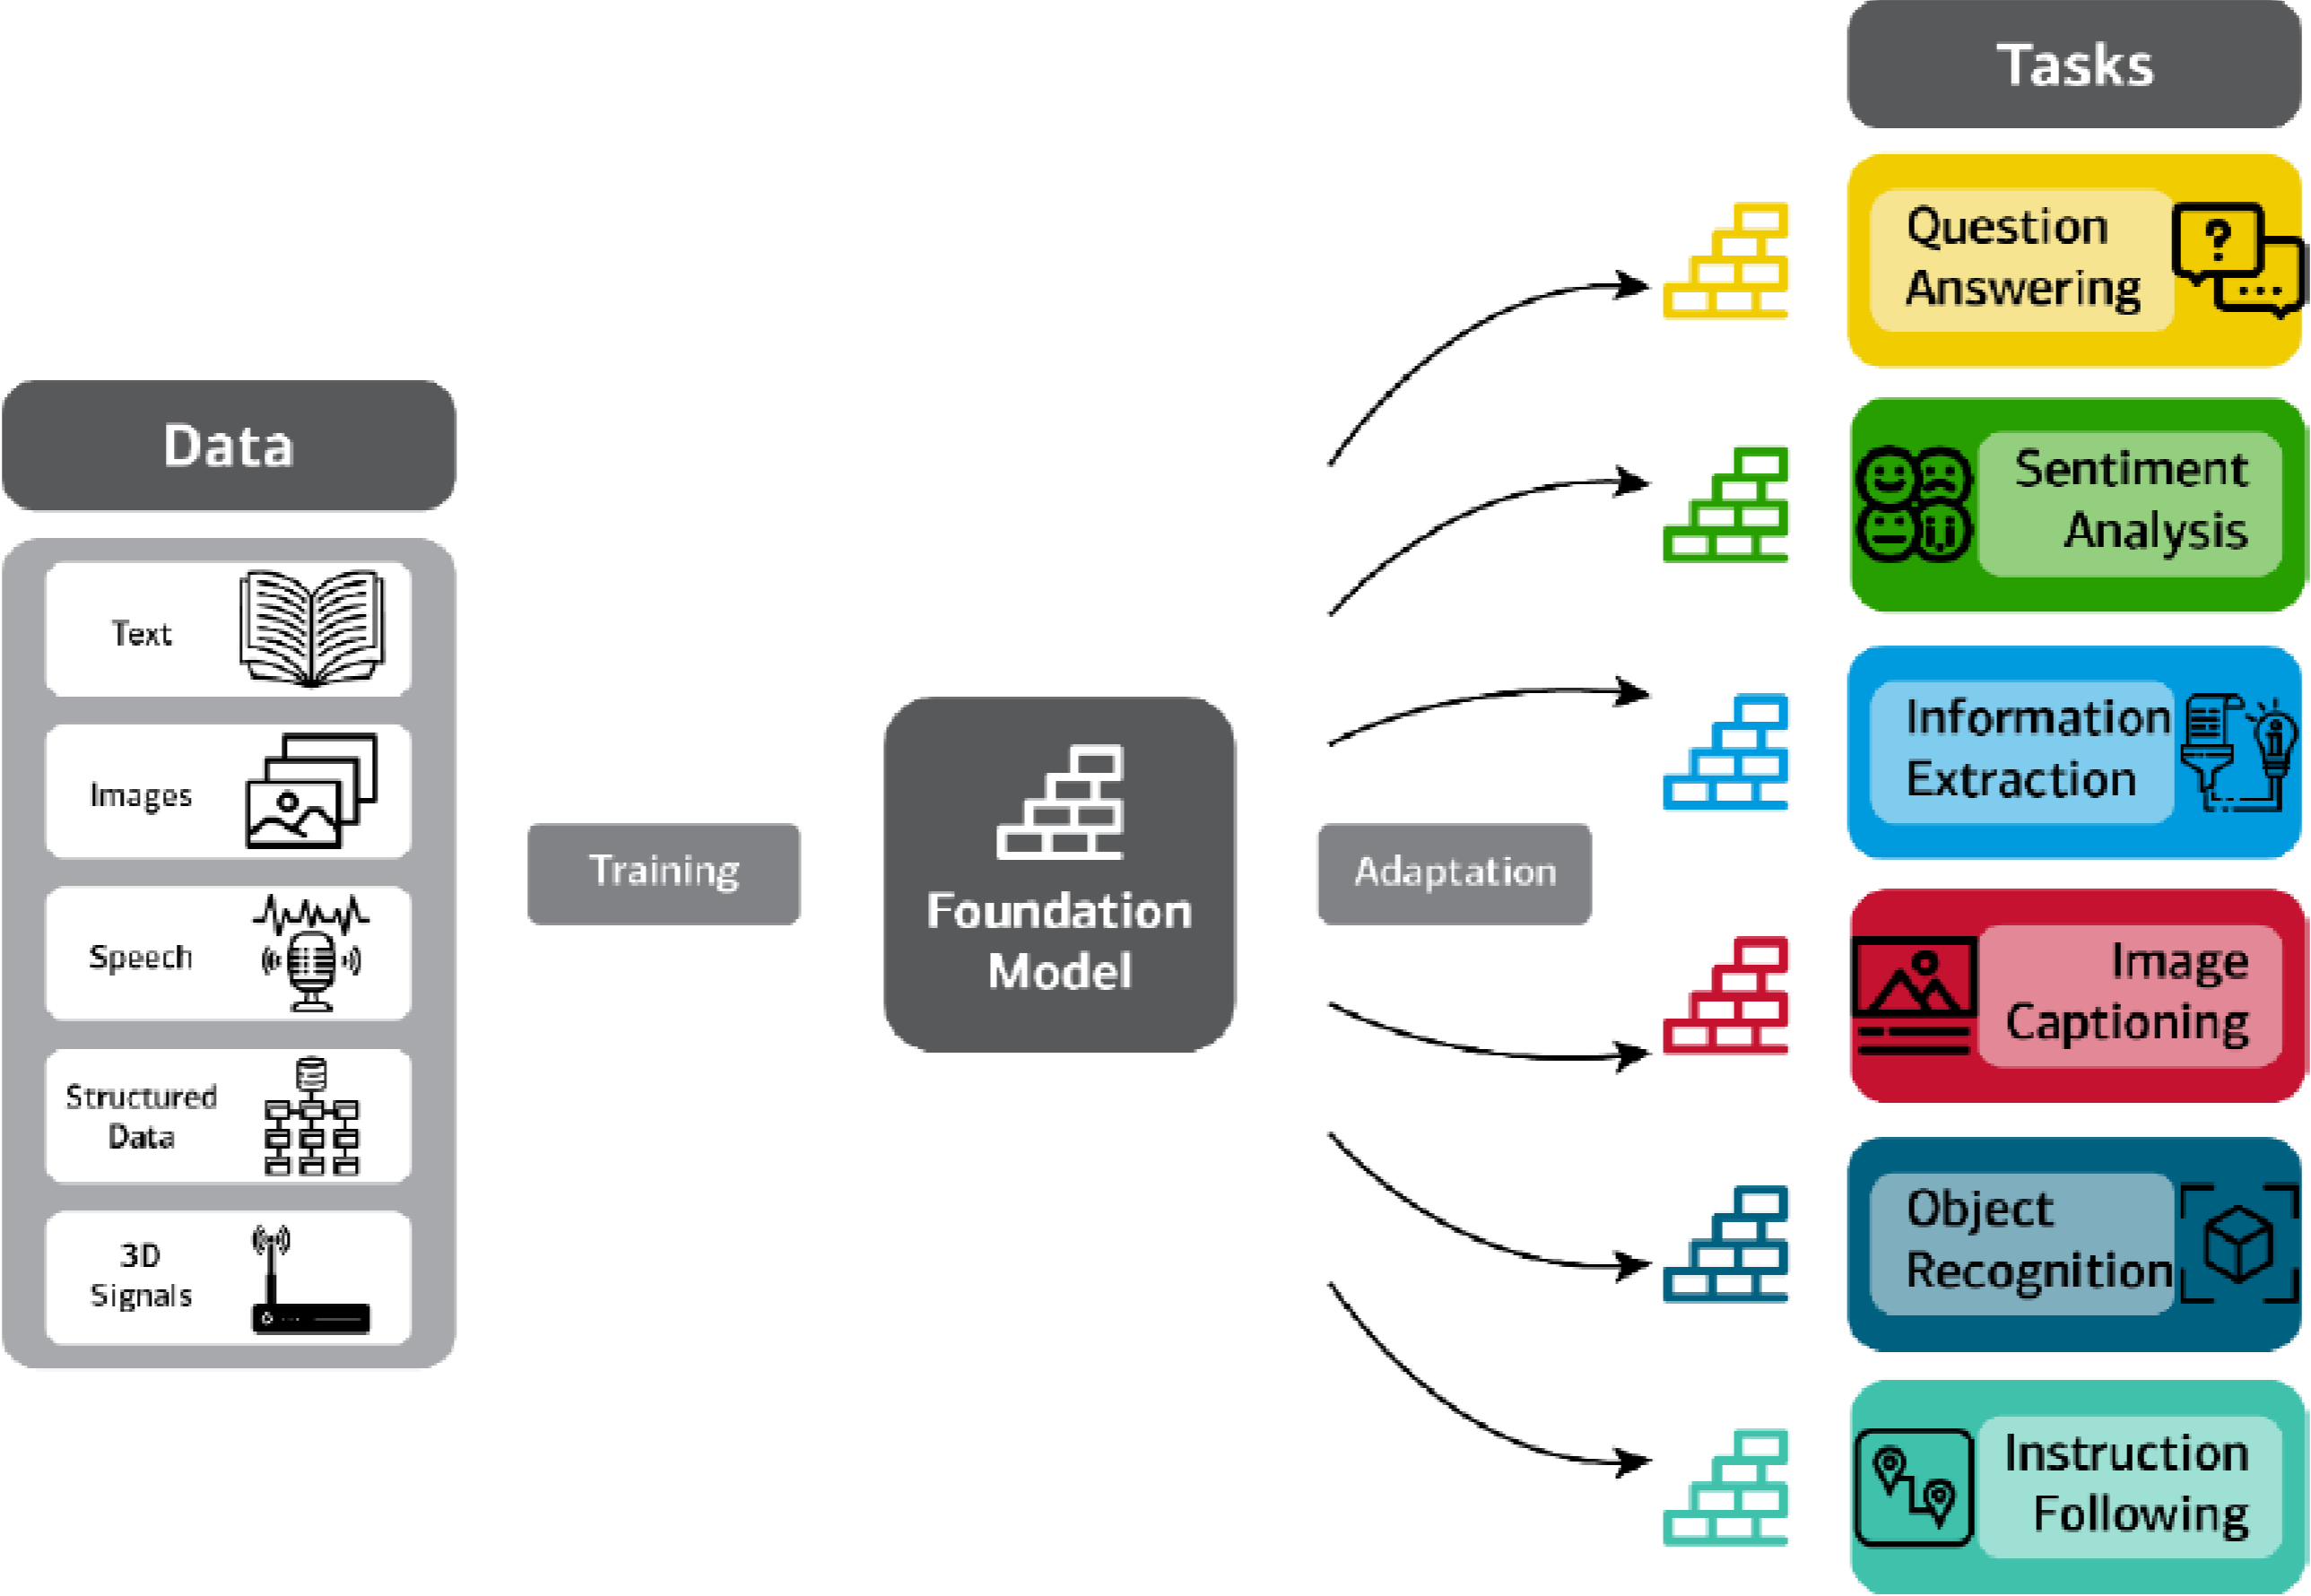 Data
Text
Images
Speech
Structured
Data
3D
Signals
Training
Foundation
Model
Adaptation
Tasks
Question
Answering
?
Sentiment
Analysis
Information
Extraction
Image
Captioning
Object
Recognition
Instruction
Following